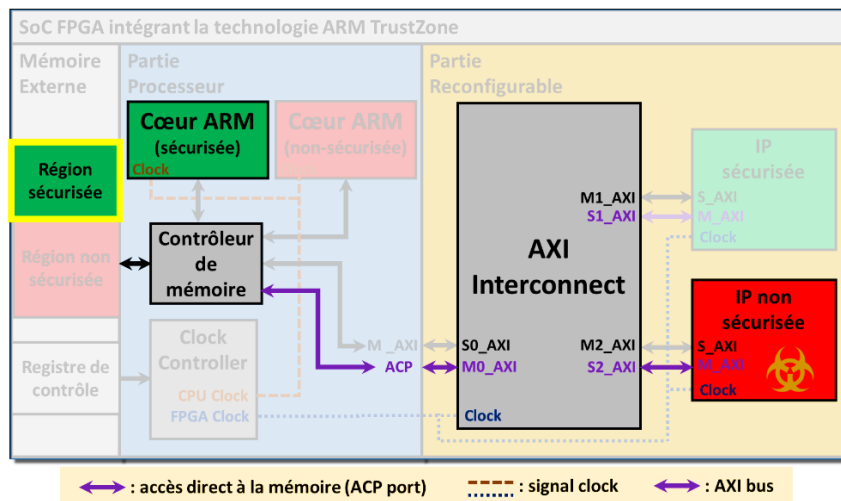 SoC FPGA intégrant la technologie ARM TrustZone
Mémoire
Externe
Partie
Processeur
Partie
Reconfigurable
Cœur ARM
(sécurisée)
Clock
Cœur ARM
(non-sécurisée)
IP
sécurisée
Région
sécurisée
M1_AXI
S_AXI
S1_AXI
M_AXI
Clock
Région non
sécurisée
Contrôleur
de
mémoire
AXI
Interconnect
IP non
sécurisée
Clock
Controller
Registre de
contrôle
M _AXI
S0_AXI
M2_AXI
S_AXI
ACP
M0_AXI
S2_AXI
M_AXI
CPU Clock
Clock
FPGA Clock
Clock
: accès direct à la mémoire (ACP port)
: signal clock
: AXI bus